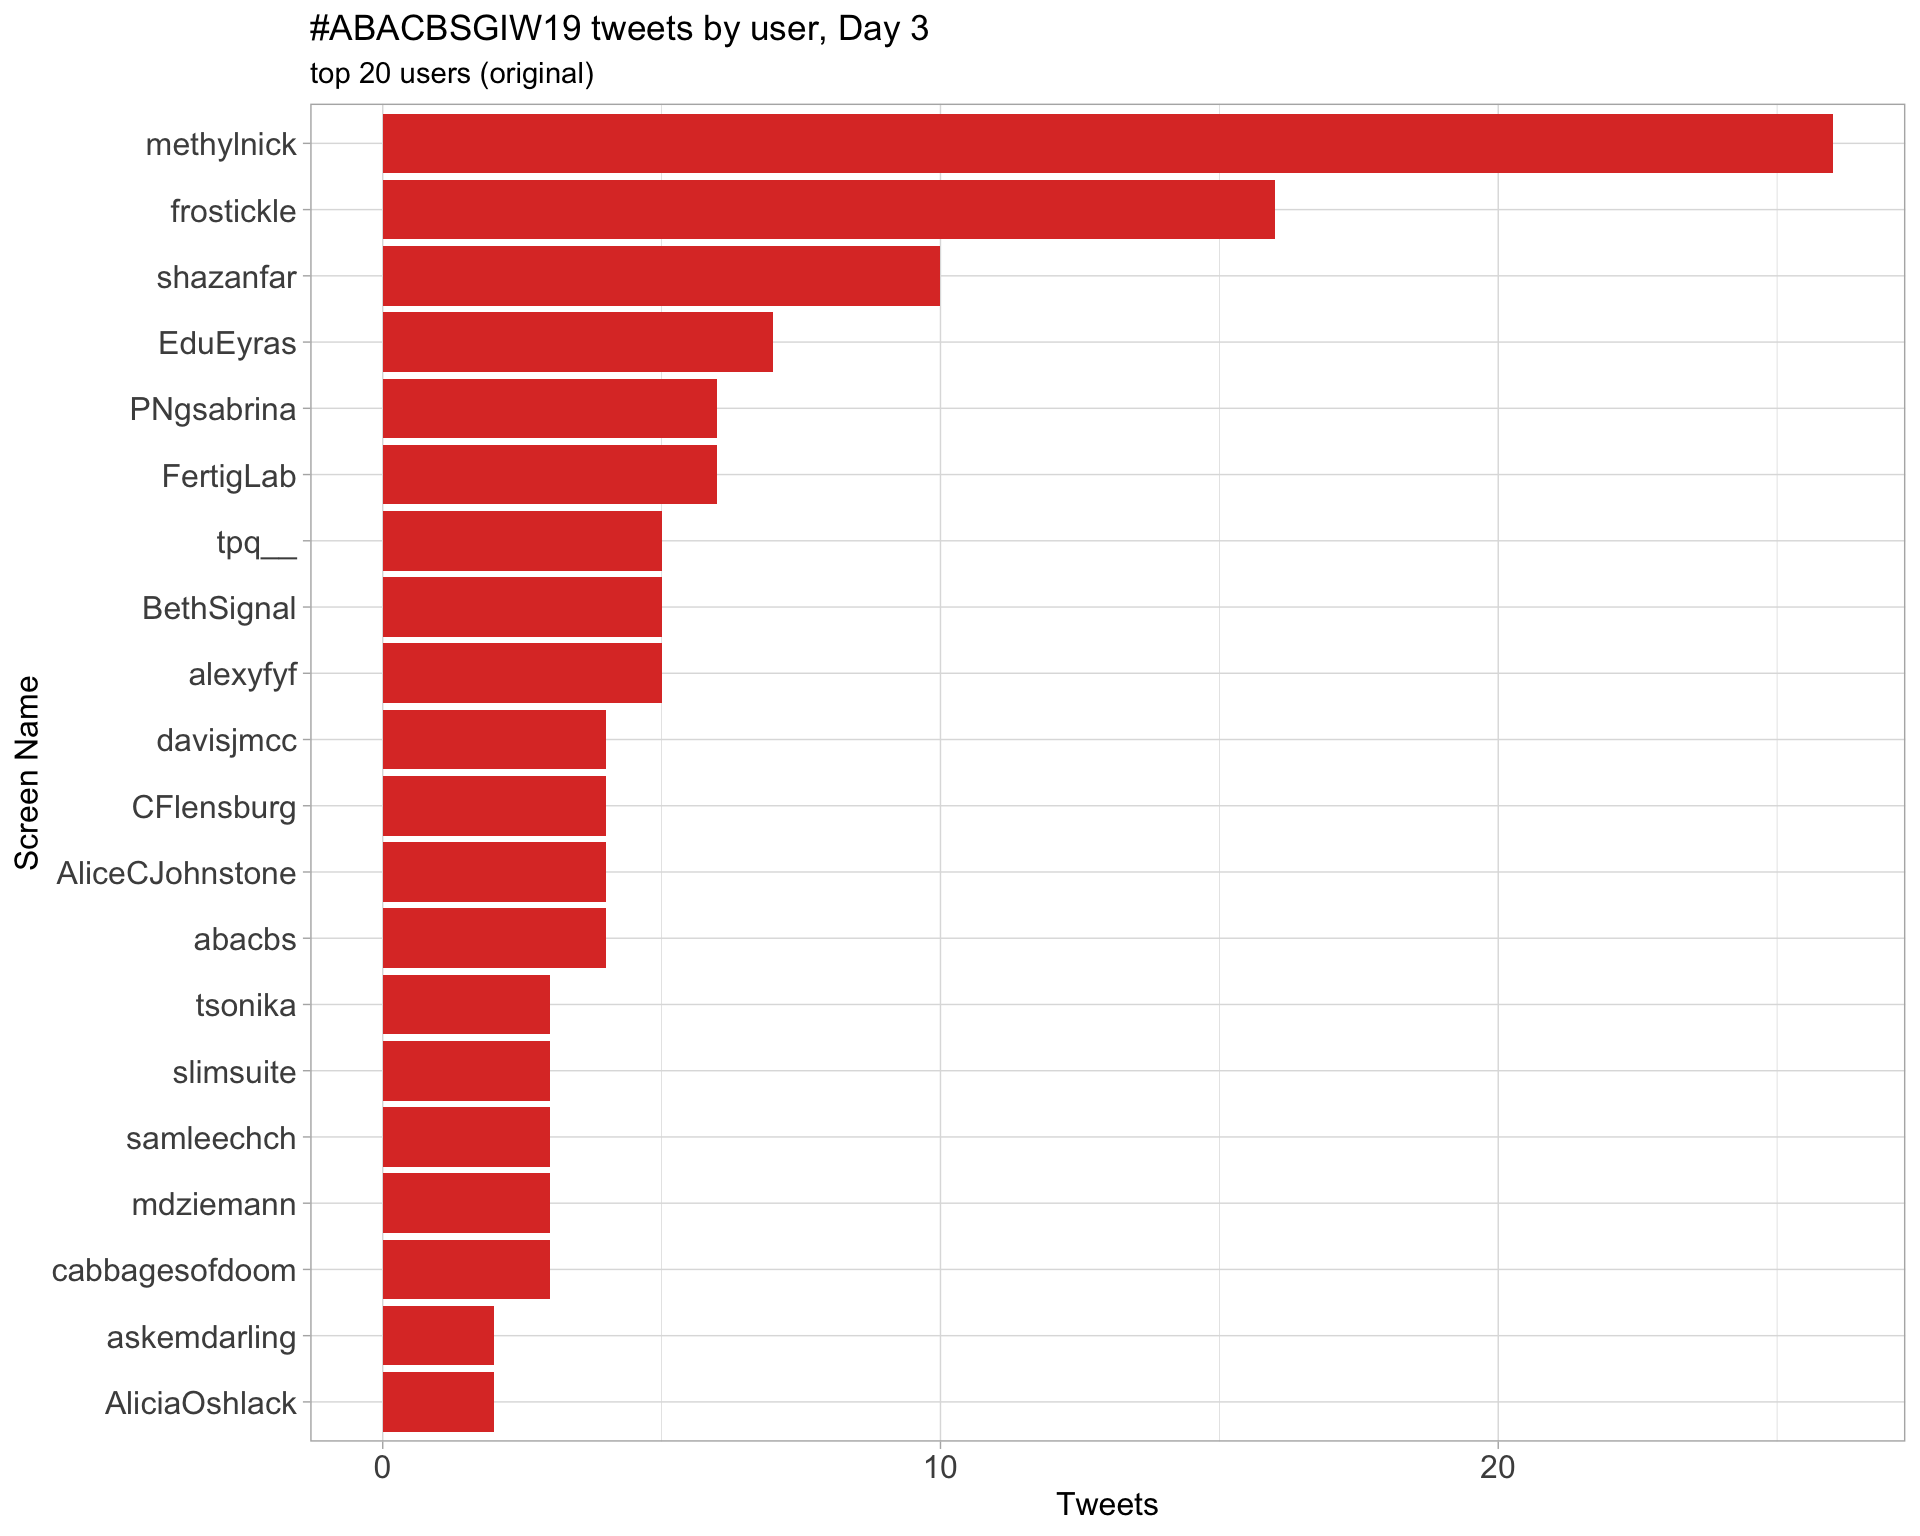 #ABACBSGIW19 tweets by user, Day 3
top 20 users (original)
methylnick
frostickle
shazanfar
EduEyras
PNgsabrina
FertigLab
tpq__
BethSignal
alexyfyf
davisjmcc
CFlensburg
AliceCJohnstone
abacbs
tsonika
slimsuite
samleechch
mdziemann
cabbagesofdoom
askemdarling
AliciaOshlack
Screen Name
0 10 20
Tweets